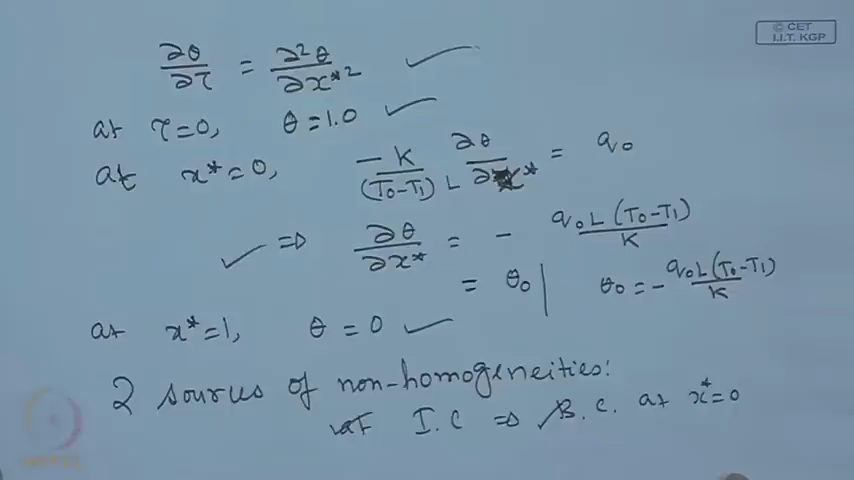 © CET
I.I.T. KGP
∂θ/∂τ = ∂²θ/∂x*² ✓
at τ=0, θ=1.0 ✓
at x*=0, -K/(T₀-T₁)L ∂θ/∂x* = q₀
✓ ⇒ ∂θ/∂x* = - q₀L(T₀-T₁)/K
= θ₀ | θ₀ = - q₀L(T₀-T₁)/K
at x*=1, θ=0 ✓
2 sources of non-homogeneities:
I.C ⇒ B.C. at x*=0
NPTEL